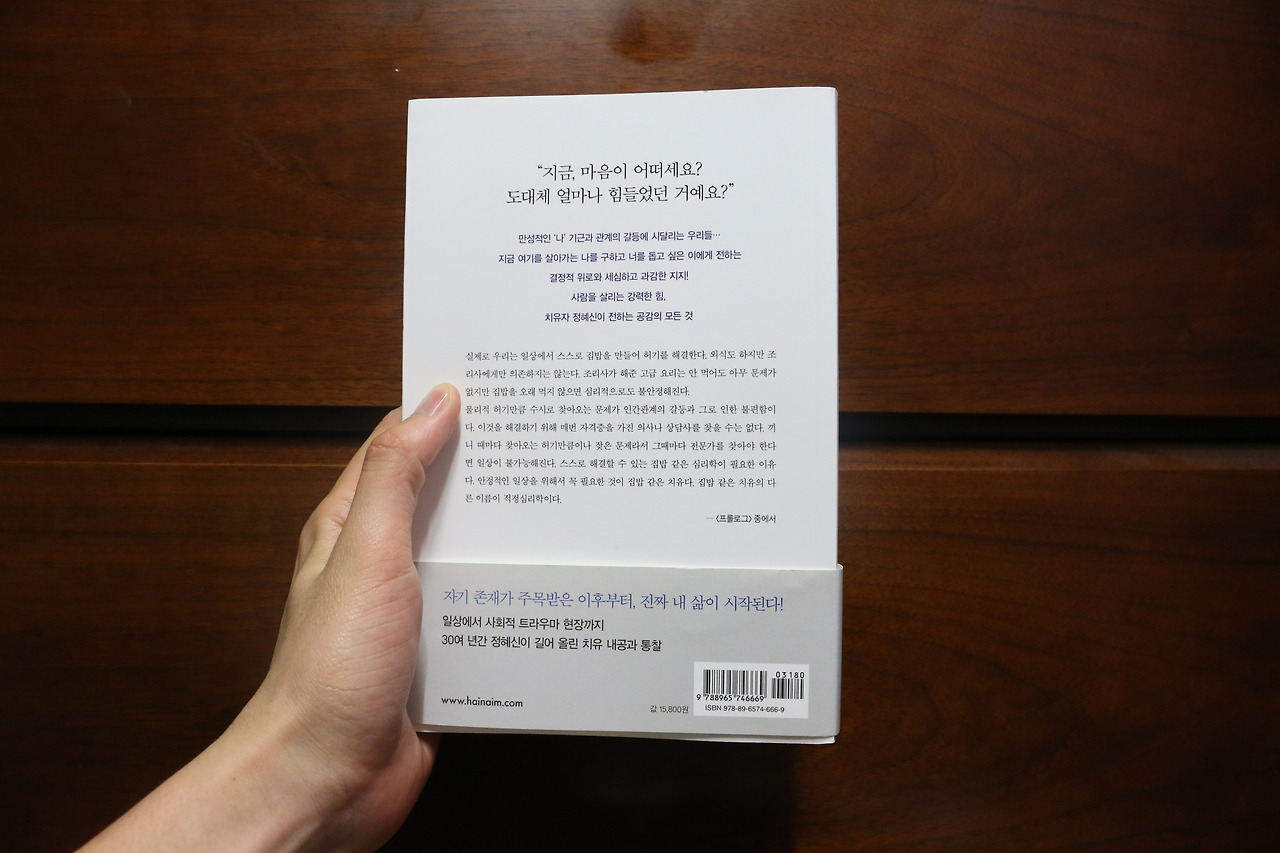 “지금, 마음이 어떠세요?
도대체 얼마나 힘들었던 거예요?”
만성적인 ‘나’ 기근과 관계의 갈등에 시달리는 우리들…
지금 여기를 살아가는 나를 구하고 너를 돕고 싶은 이에게 전하는
결정적 위로와 세심하고 과감한 지지!
사람을 살리는 강력한 힘,
치유자 정혜신이 전하는 공감의 모든 것
실제로 우리는 일상에서 스스로 집밥을 만들어 허기를 해결한다. 외식도 하지만 조
리사에게만 의존하지는 않는다. 조리사가 해준 고급 요리는 안 먹어도 아무 문제가
없지만 집밥을 오래 먹지 않으면 심리적으로도 불안정해진다.
물리적 허기만큼 수시로 찾아오는 문제가 인간관계의 갈등과 그로 인한 불편함이
다. 이것을 해결하기 위해 매번 자격증을 가진 의사나 상담사를 찾을 수는 없다. 끼
니 때마다 찾아오는 허기만큼이나 잦은 문제라서 그때마다 전문가를 찾아야 한다
면 일상이 불가능해진다. 스스로 해결할 수 있는 집밥 같은 심리학이 필요한 이유
다. 안정적인 일상을 위해서 꼭 필요한 것이 집밥 같은 치유다. 집밥 같은 치유의 다
른 이름이 적정심리학이다.
— 〈프롤로그〉 중에서
자기 존재가 주목받은 이후부터, 진짜 내 삶이 시작된다!
일상에서 사회적 트라우마 현장까지
30여 년간 정혜신이 길어 올린 치유 내공과 통찰
www.hainaim.com
값 15,800원
03180
9 788965 746669
ISBN 978-89-6574-666-9